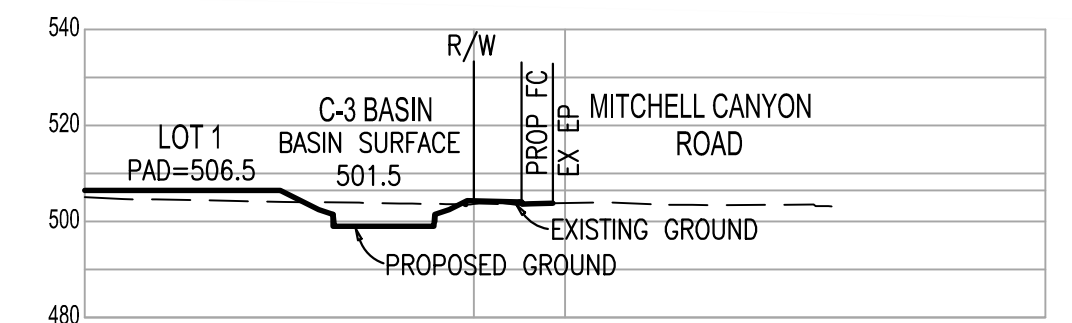 540
520
500
480
LOT 1
PAD=506.5
C-3 BASIN
BASIN SURFACE
501.5
R/W
PROP FC
EX EP
MITCHELL CANYON
ROAD
EXISTING GROUND
PROPOSED GROUND